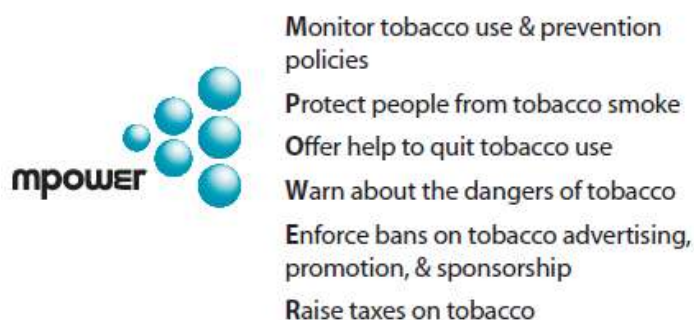 mpower
Monitor tobacco use & prevention
policies
Protect people from tobacco smoke
Offer help to quit tobacco use
Warn about the dangers of tobacco
Enforce bans on tobacco advertising,
promotion, & sponsorship
Raise taxes on tobacco